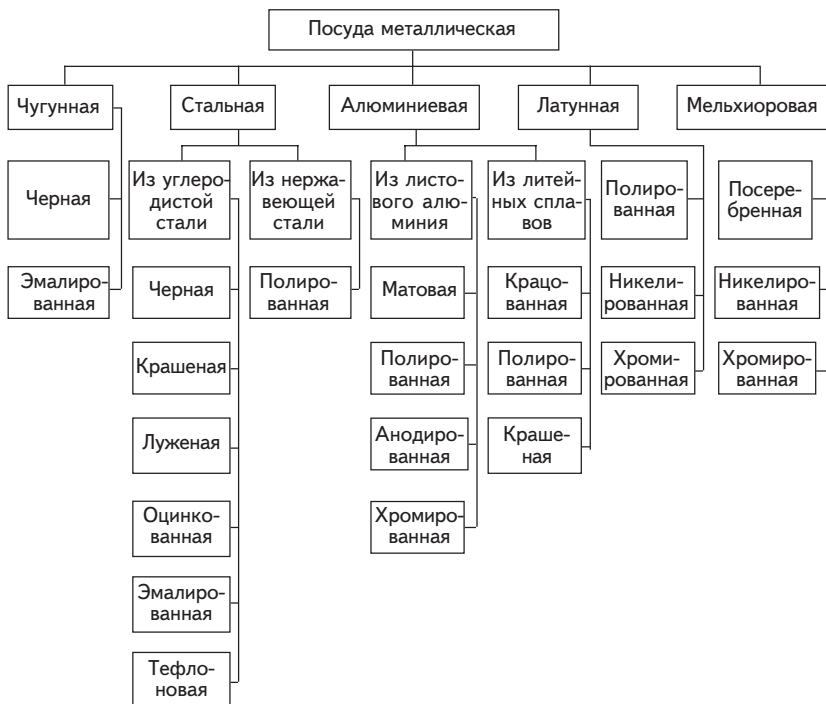 Посуда металлическая
Чугунная
Стальная
Алюминиевая
Латунная
Мельхиоровая
Черная
Из углеро-
дистой
стали
Из нержа-
веющей
стали
Из листо-
вого алю-
миния
Из литей-
ных спла-
вов
Полиро-
ванная
Посере-
бренная
Эмалиро-
ванная
Черная
Полиро-
ванная
Матовая
Крацо-
ванная
Никели-
рованная
Никелиро-
ванная
Крашеная
Полиро-
ванная
Полиро-
ванная
Хроми-
рованная
Хромиро-
ванная
Луженая
Анодиро-
ванная
Краше-
ная
Оцинко-
ванная
Хромиро-
ванная
Эмалиро-
ванная
Тефло-
новая